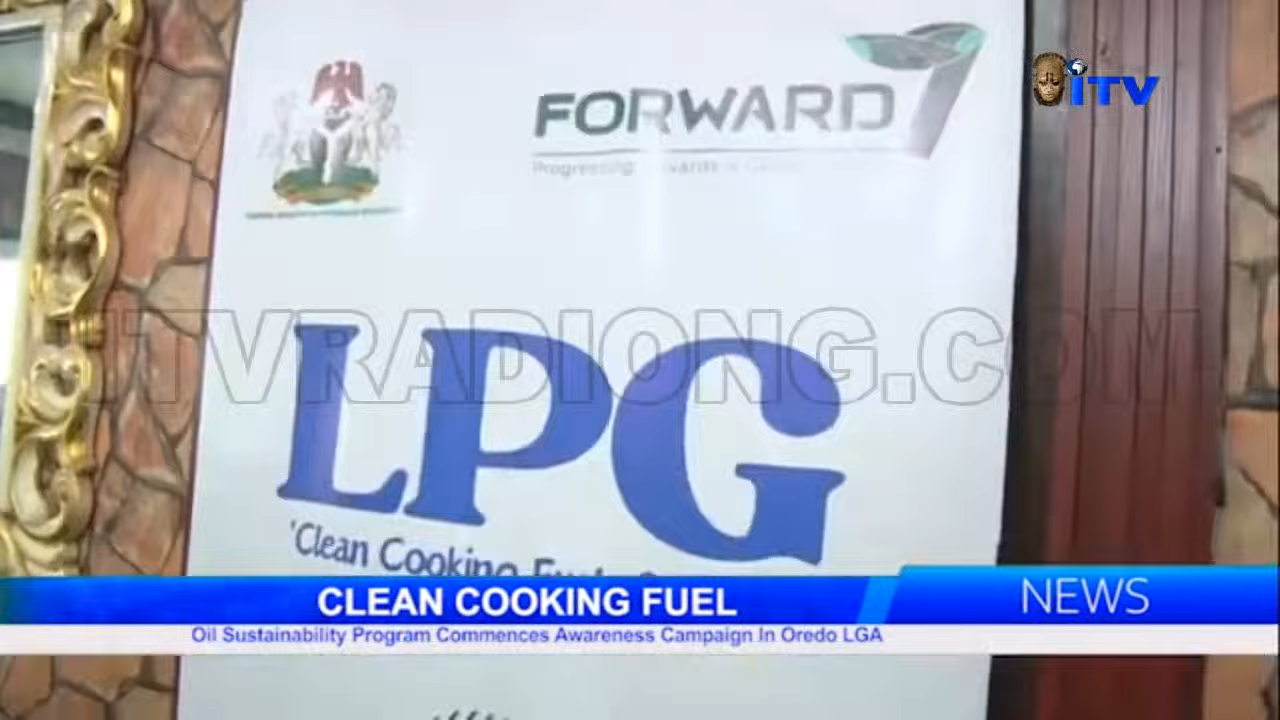 FORWARD
iTV
Progressing
ITVRADIONG.COM
LPG
'Clean Cooking
CLEAN COOKING FUEL
NEWS
Oil Sustainability Program Commences Awareness Campaign In Oredo LGA